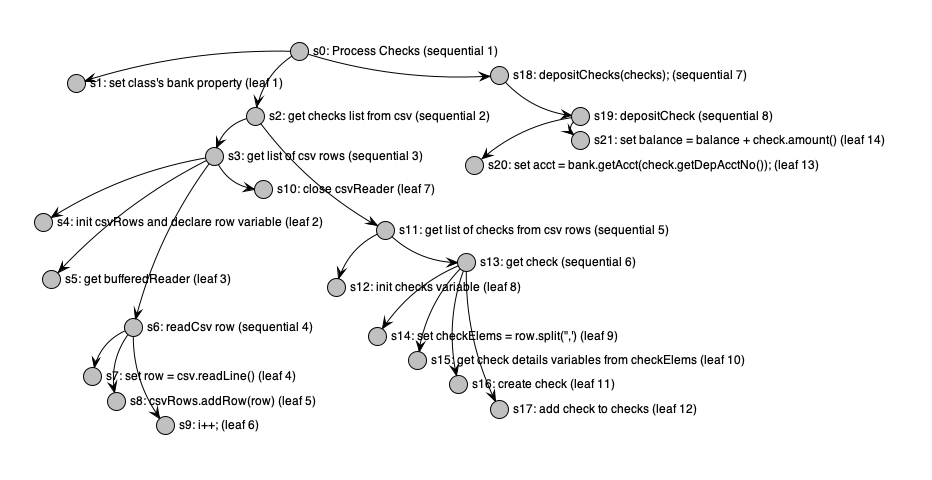 s0: Process Checks (sequential 1)
s18: depositChecks(checks); (sequential 7)
s1: set class's bank property (leaf 1)
s2: get checks list from csv (sequential 2)
s19: depositCheck (sequential 8)
s21: set balance = balance + check.amount() (leaf 14)
s3: get list of csv rows (sequential 3)
s20: set acct = bank.getAcct(check.getDepAcctNo()); (leaf 13)
s10: close csvReader (leaf 7)
s4: init csvRows and declare row variable (leaf 2)
s11: get list of checks from csv rows (sequential 5)
s13: get check (sequential 6)
s5: get bufferedReader (leaf 3)
s12: init checks variable (leaf 8)
s6: readCsv row (sequential 4)
s14: set checkElems = row.split(",') (leaf 9)
s15: get check details variables from checkElems (leaf 10)
s7: set row = csv.readLine() (leaf 4)
s16: create check (leaf 11)
s8: csvRows.addRow(row) (leaf 5)
s17: add check to checks (leaf 12)
s9: i++; (leaf 6)